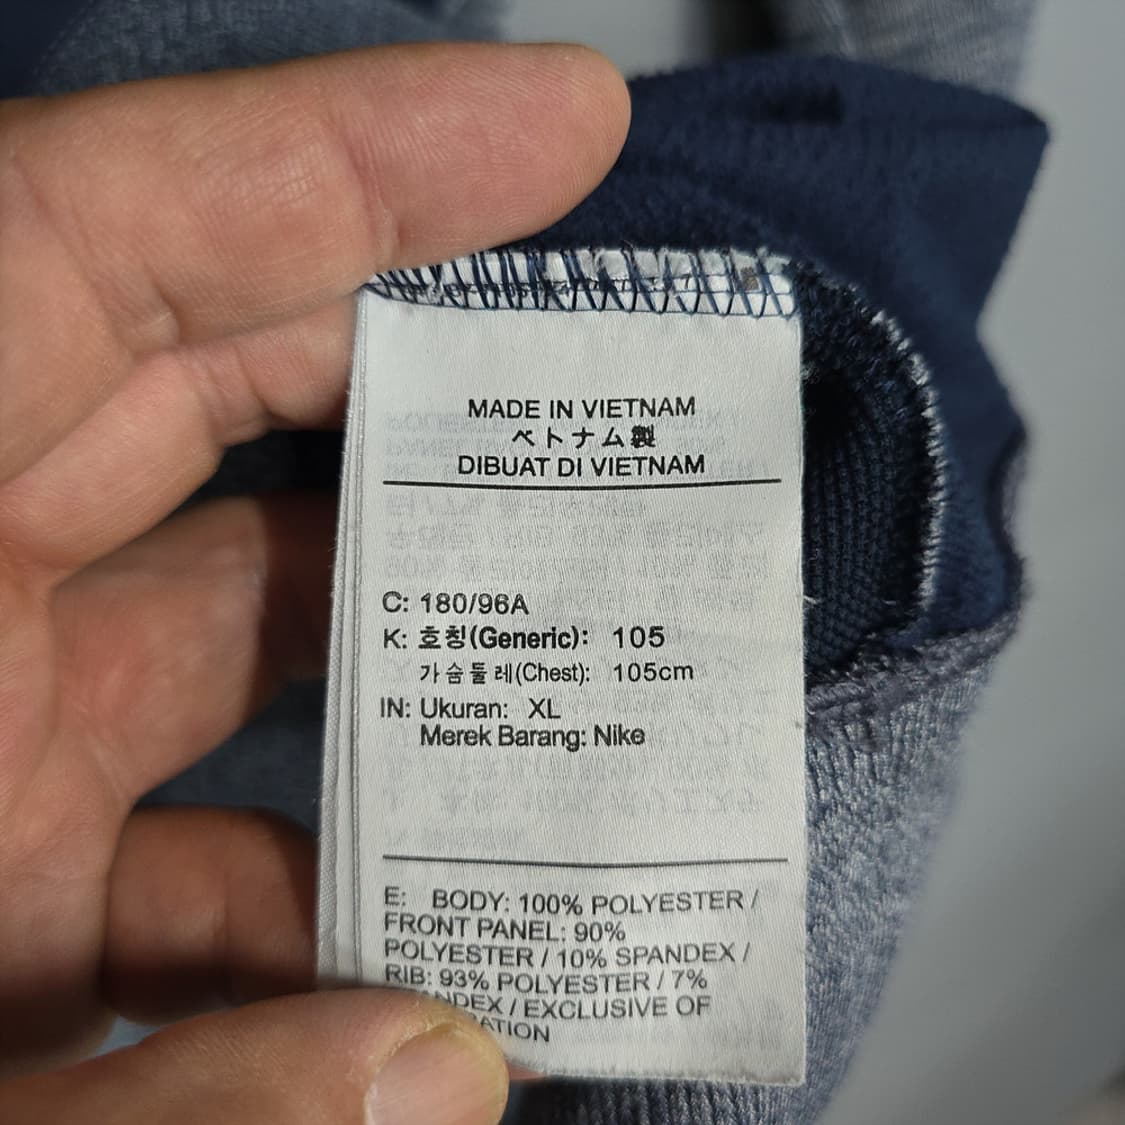 MADE IN VIETNAM
ベトナム製
DIBUAT DI VIETNAM
C: 180/96A
K: 호칭(Generic): 105
가슴둘레(Chest): 105cm
IN: Ukuran: XL
Merek Barang: Nike
E: BODY: 100% POLYESTER /
FRONT PANEL: 90%
POLYESTER / 10% SPANDEX /
RIB: 93% POLYESTER / 7%
/ EXCLUSIVE OF